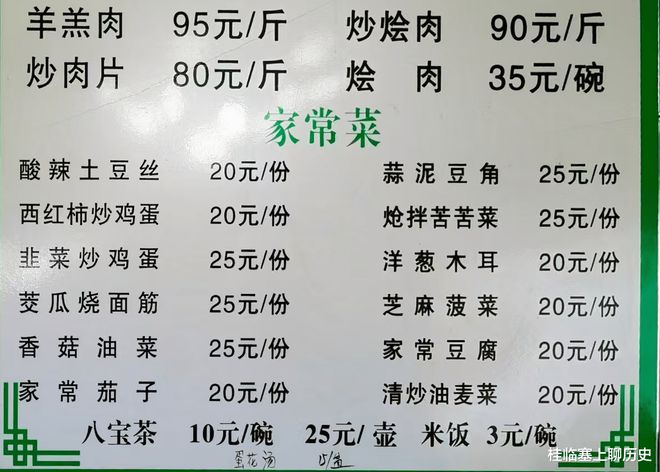 羊羔肉 95元/斤 炒烩肉 90元/斤
炒肉片 80元/斤 烩肉 35元/碗
家常菜
酸辣土豆丝 20元/份 蒜泥豆角 25元/份
西红柿炒鸡蛋 20元/份 炝拌苦苦菜 25元/份
韭菜炒鸡蛋 25元/份 洋葱木耳 20元/份
茭瓜烧面筋 25元/份 芝麻菠菜 20元/份
香菇油菜 25元/份 家常豆腐 20元/份
家常茄子 20元/份 清炒油麦菜 20元/份
八宝茶 10元/碗 25元/壶 米饭 3元/碗
蛋花汤
桂临塞上聊历史